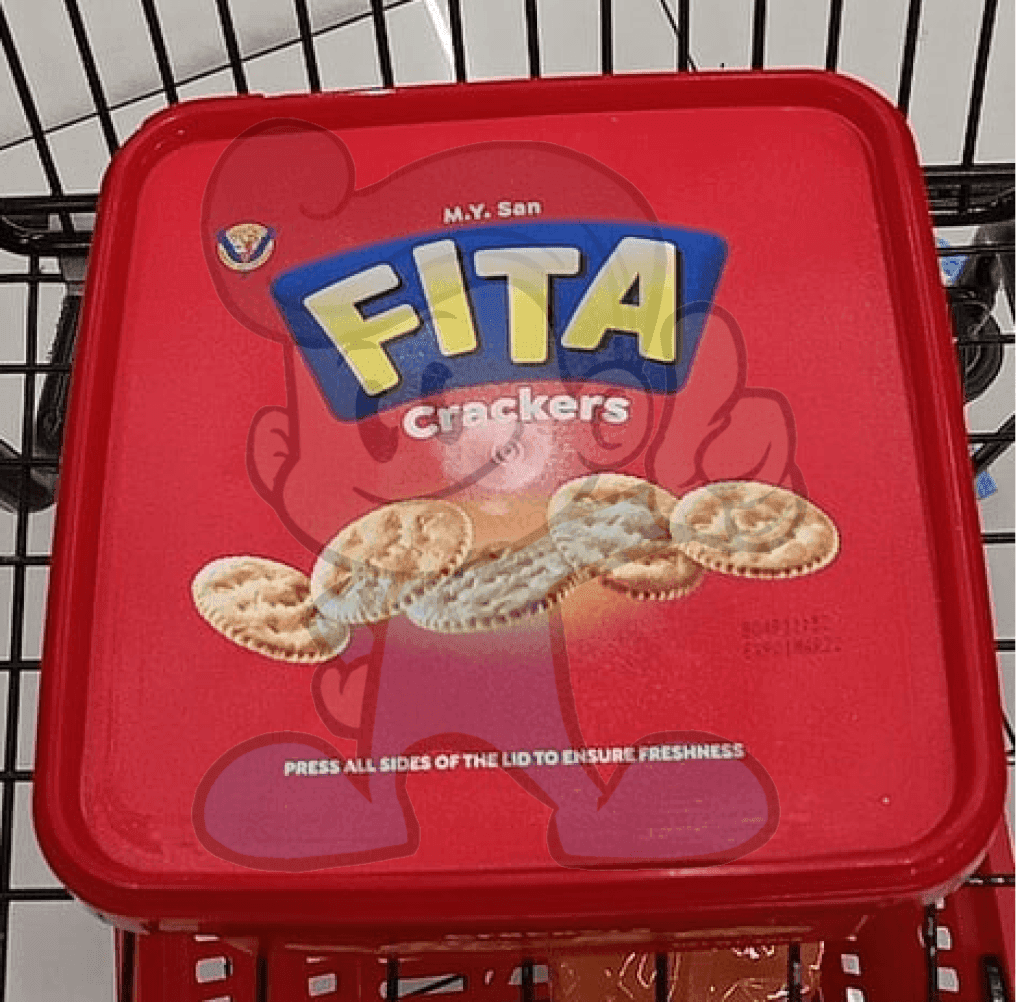 M.Y. San
FITA
Crackers
PRESS ALL SIDES OF THE LID TO ENSURE FRESHNESS